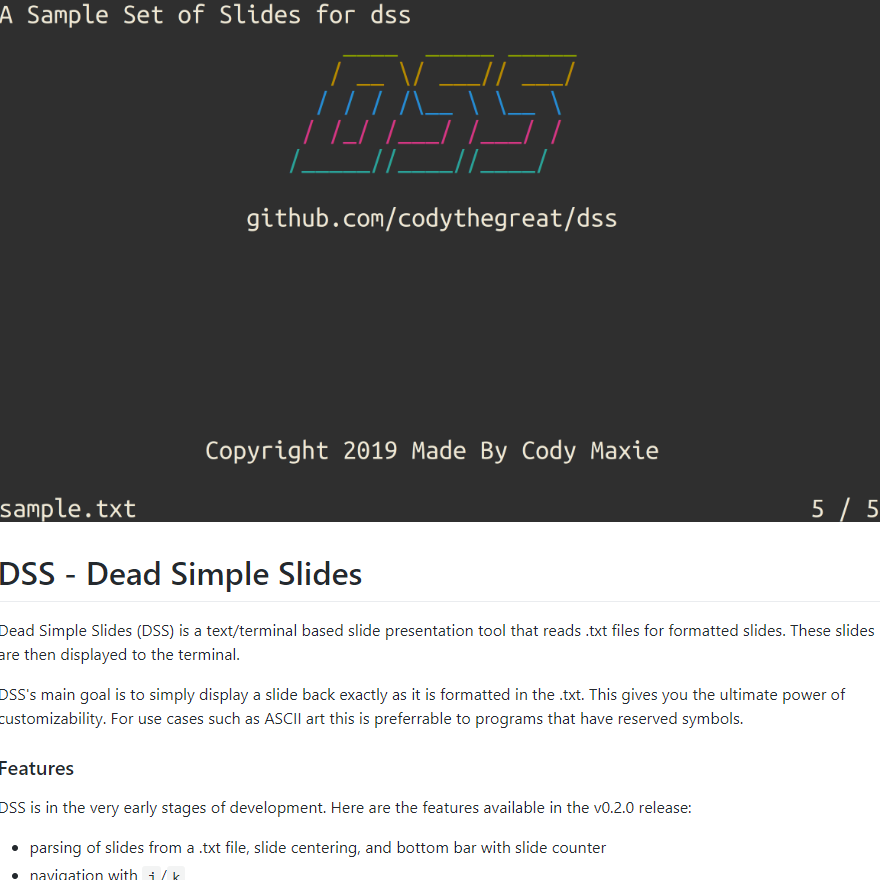 A Sample Set of Slides for dss
DSS
github.com/codythegreat/dss
Copyright 2019 Made By Cody Maxie
sample.txt 5 / 5
DSS - Dead Simple Slides
Dead Simple Slides (DSS) is a text/terminal based slide presentation tool that reads .txt files for formatted slides. These slides
are then displayed to the terminal.
DSS's main goal is to simply display a slide back exactly as it is formatted in the .txt. This gives you the ultimate power of
customizability. For use cases such as ASCII art this is preferrable to programs that have reserved symbols.
Features
DSS is in the very early stages of development. Here are the features available in the v0.2.0 release:
• parsing of slides from a .txt file, slide centering, and bottom bar with slide counter
• navigation with j / k